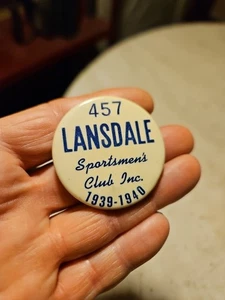 457
LANSDALE
Sportsmen's
Club Inc.
1939-1940